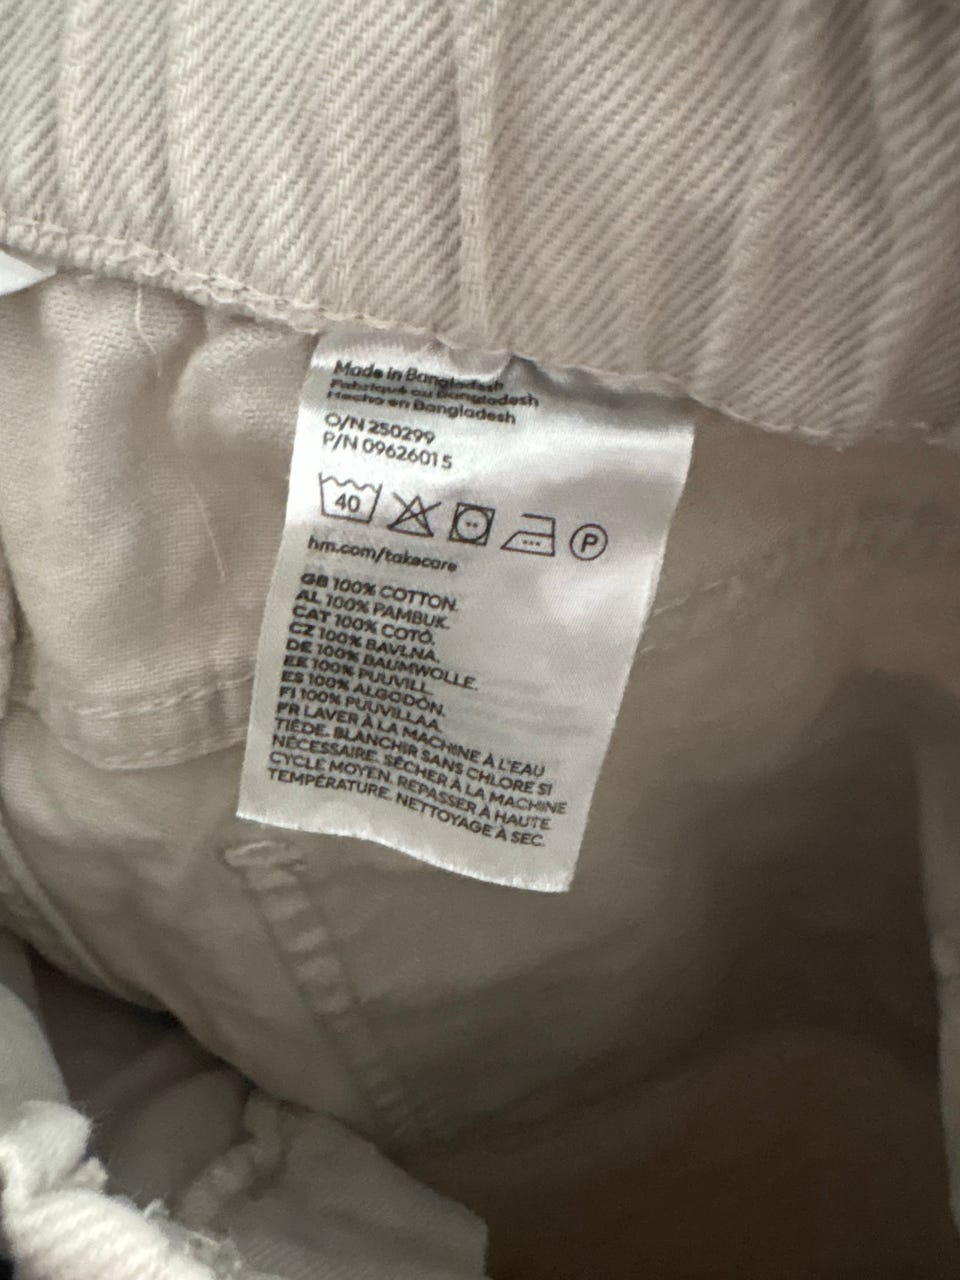 Made in Bangladesh
Fabriqué au Bangladesh
Hecho en Bangladesh
O/N 250299
P/N 09626015
40
P
hm.com/takecare
GB 100% COTTON.
AL 100% PAMBUK.
CAT 100% COTÓ.
CZ 100% BAVLNA.
DE 100% BAUMWOLLE.
EE 100% PUUVILL.
ES 100% ALGODÓN.
FI 100% PUUVILLAA.
FR LAVER À LA MACHINE À L'EAU
TIÈDE. BLANCHIR SANS CHLORE SI
NÉCESSAIRE. SÉCHER À LA MACHINE
CYCLE MOYEN. REPASSER À HAUTE
TEMPÉRATURE. NETTOYAGE À SEC.